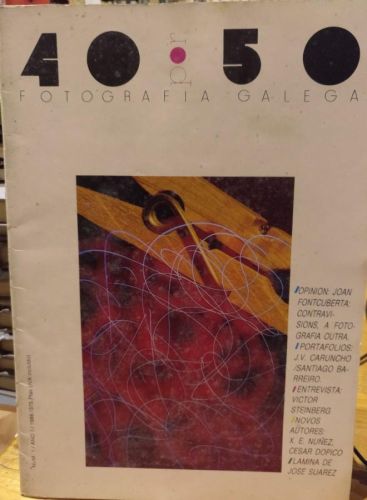 40 por 50
FOTOGRAFIA GALEGA
OPINION: JOAN
FONTCUBERTA:
CONTRAVI-
SIONS, A FOTO-
GRAFIA OUTRA.
PORTAFOLIOS:
J.V. CARUNCHO
/SANTIAGO BA-
RREIRO.
ENTREVISTA:
VICTOR
STEINBERG
NOVOS
AUTORES:
X. E. NUÑEZ,
CESAR DOPICO
LAMINA DE
JOSE SUAREZ